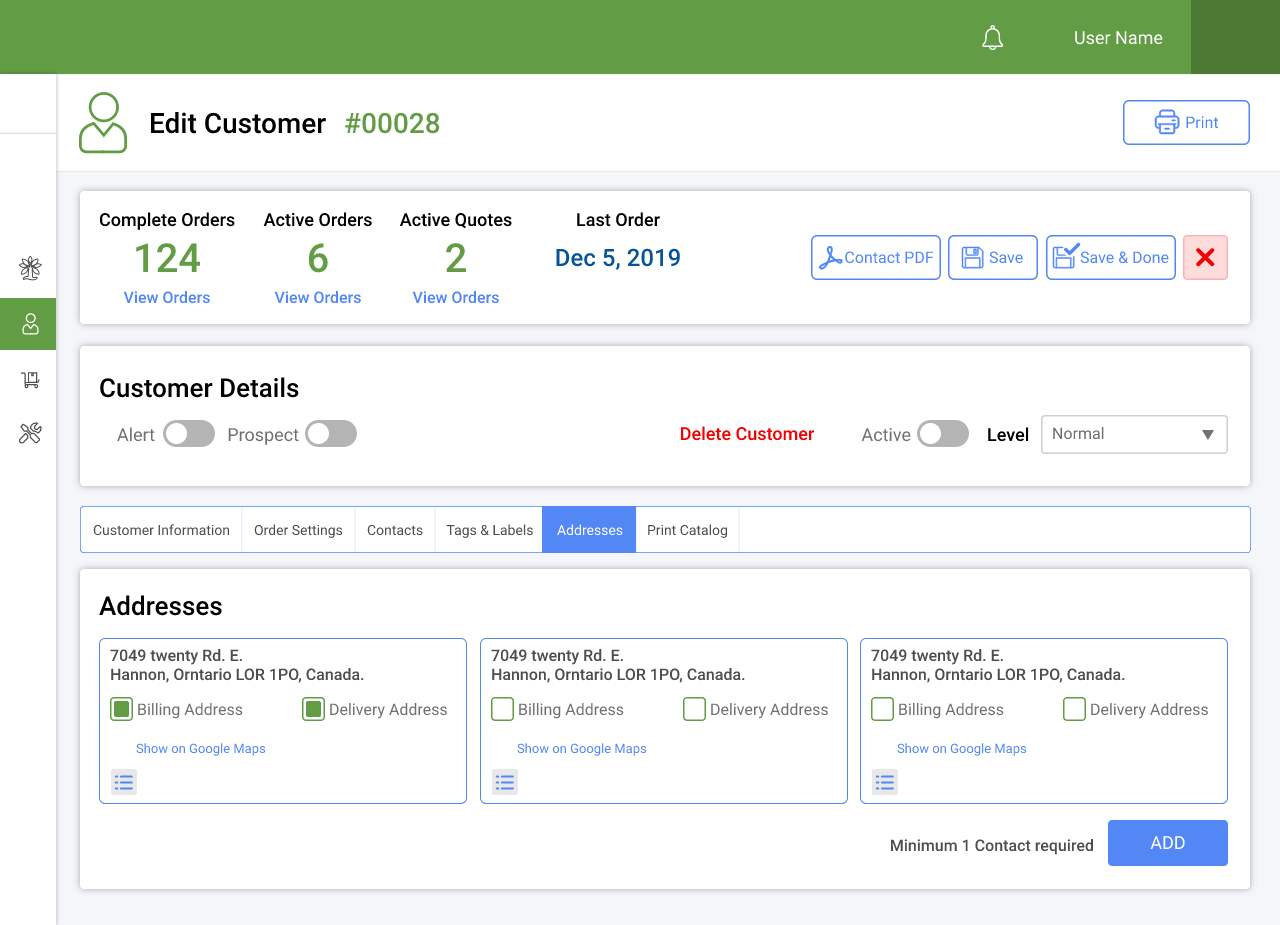 User Name
Edit Customer #00028
Print
Complete Orders
124
View Orders
Active Orders
6
View Orders
Active Quotes
2
View Orders
Last Order
Dec 5, 2019
Contact PDF
Save
Save & Done
Customer Details
Alert
Prospect
Delete Customer
Active
Level
Normal
Customer Information
Order Settings
Contacts
Tags & Labels
Addresses
Print Catalog
Addresses
7049 twenty Rd. E.
Hannon, Orntario LOR 1PO, Canada.
Billing Address
Delivery Address
Show on Google Maps
7049 twenty Rd. E.
Hannon, Orntario LOR 1PO, Canada.
Billing Address
Delivery Address
Show on Google Maps
7049 twenty Rd. E.
Hannon, Orntario LOR 1PO, Canada.
Billing Address
Delivery Address
Show on Google Maps
Minimum 1 Contact required
ADD